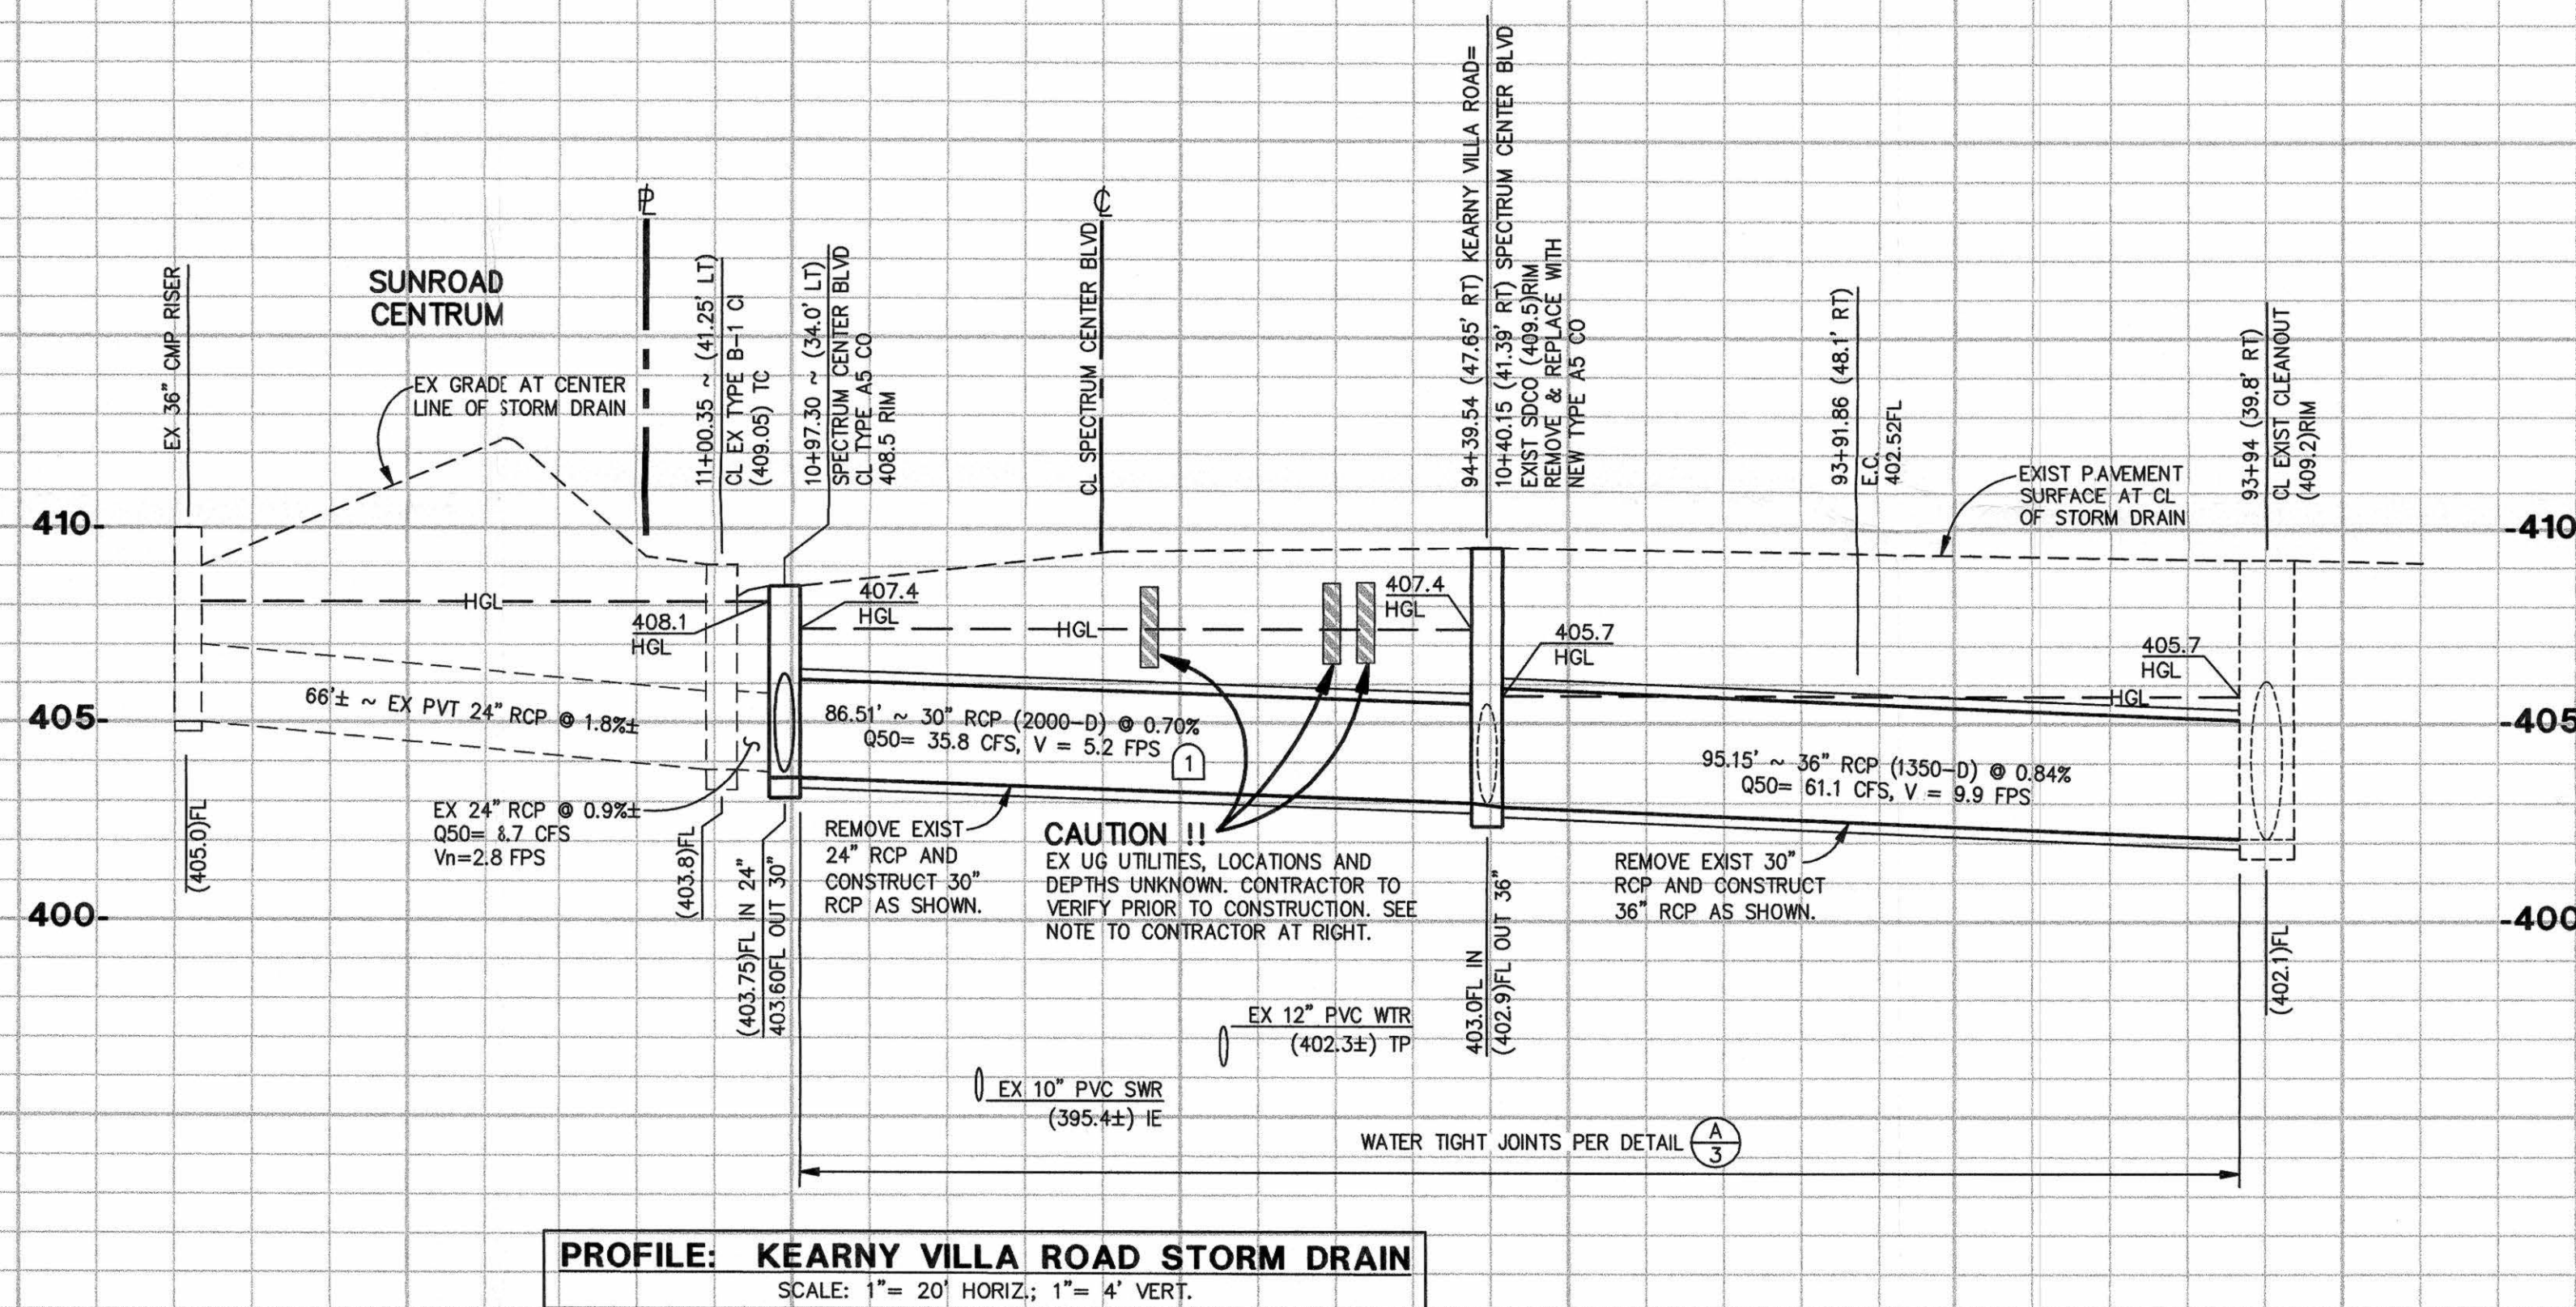 EX 36" CMP RISER
SUNROAD
CENTRUM
EX GRADE AT CENTER
LINE OF STORM DRAIN
PL
11+00.35 ~ (41.25' LT)
CL EX TYPE B-1 CI
(409.05) TC
10+97.30 ~ (34.0' LT)
SPECTRUM CENTER BLVD
CL TYPE A5 CO
408.5 RIM
CL
CL SPECTRUM CENTER BLVD
94+39.54 (47.65' RT) KEARNY VILLA ROAD=
10+40.15 (41.39' RT) SPECTRUM CENTER BLVD
EXIST SDCO (409.5)RIM
REMOVE & REPLACE WITH
NEW TYPE A5 CO
93+91.86 (48.1' RT)
E.C.
402.52FL
EXIST PAVEMENT
SURFACE AT CL
OF STORM DRAIN
93+94 (39.8' RT)
CL EXIST CLEANOUT
(409.2)RIM
410-
-410
HGL
408.1
HGL
407.4
HGL
HGL
407.4
HGL
405.7
HGL
405.7
HGL
HGL
405-
-405
66'± ~ EX PVT 24" RCP @ 1.8%±
86.51' ~ 30" RCP (2000-D) @ 0.70%
Q50= 35.8 CFS, V = 5.2 FPS
1
95.15' ~ 36" RCP (1350-D) @ 0.84%
Q50= 61.1 CFS, V = 9.9 FPS
EX 24" RCP @ 0.9%±
Q50= 8.7 CFS
Vn=2.8 FPS
REMOVE EXIST
24" RCP AND
CONSTRUCT 30"
RCP AS SHOWN.
CAUTION !!
EX UG UTILITIES, LOCATIONS AND
DEPTHS UNKNOWN. CONTRACTOR TO
VERIFY PRIOR TO CONSTRUCTION. SEE
NOTE TO CONTRACTOR AT RIGHT.
REMOVE EXIST 30"
RCP AND CONSTRUCT
36" RCP AS SHOWN.
400-
-400
(405.0)FL
(403.8)FL
(403.75)FL IN 24"
403.60FL OUT 30"
403.0FL IN
(402.9)FL OUT 36"
(402.1)FL
EX 12" PVC WTR
(402.3±) TP
EX 10" PVC SWR
(395.4±) IE
WATER TIGHT JOINTS PER DETAIL
A
3
PROFILE: KEARNY VILLA ROAD STORM DRAIN
SCALE: 1"= 20' HORIZ.; 1"= 4' VERT.